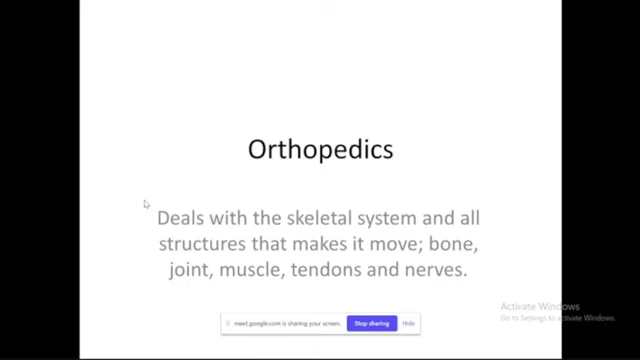 Orthopedics
Deals with the skeletal system and all
structures that makes it move; bone,
joint, muscle, tendons and nerves.
Activate Windows
Go to Settings to activate Windows.
meet.google.com is sharing your screen. Stop sharing Hide